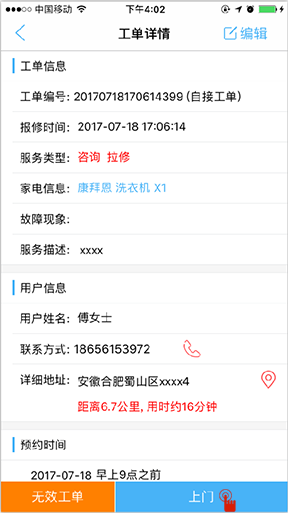 中国移动 下午4:02
工单详情 编辑
工单信息
工单编号: 20170718170614399 (自接工单)
报修时间: 2017-07-18 17:06:14
服务类型: 咨询 拉修
家电信息: 康拜恩 洗衣机 X1
故障现象:
服务描述: xxxx
用户信息
用户姓名: 傅女士
联系方式: 18656153972
详细地址: 安徽合肥蜀山区xxxx4
距离6.7公里, 用时约16分钟
预约时间
2017-07-18 早上9点之前
无效工单 上门